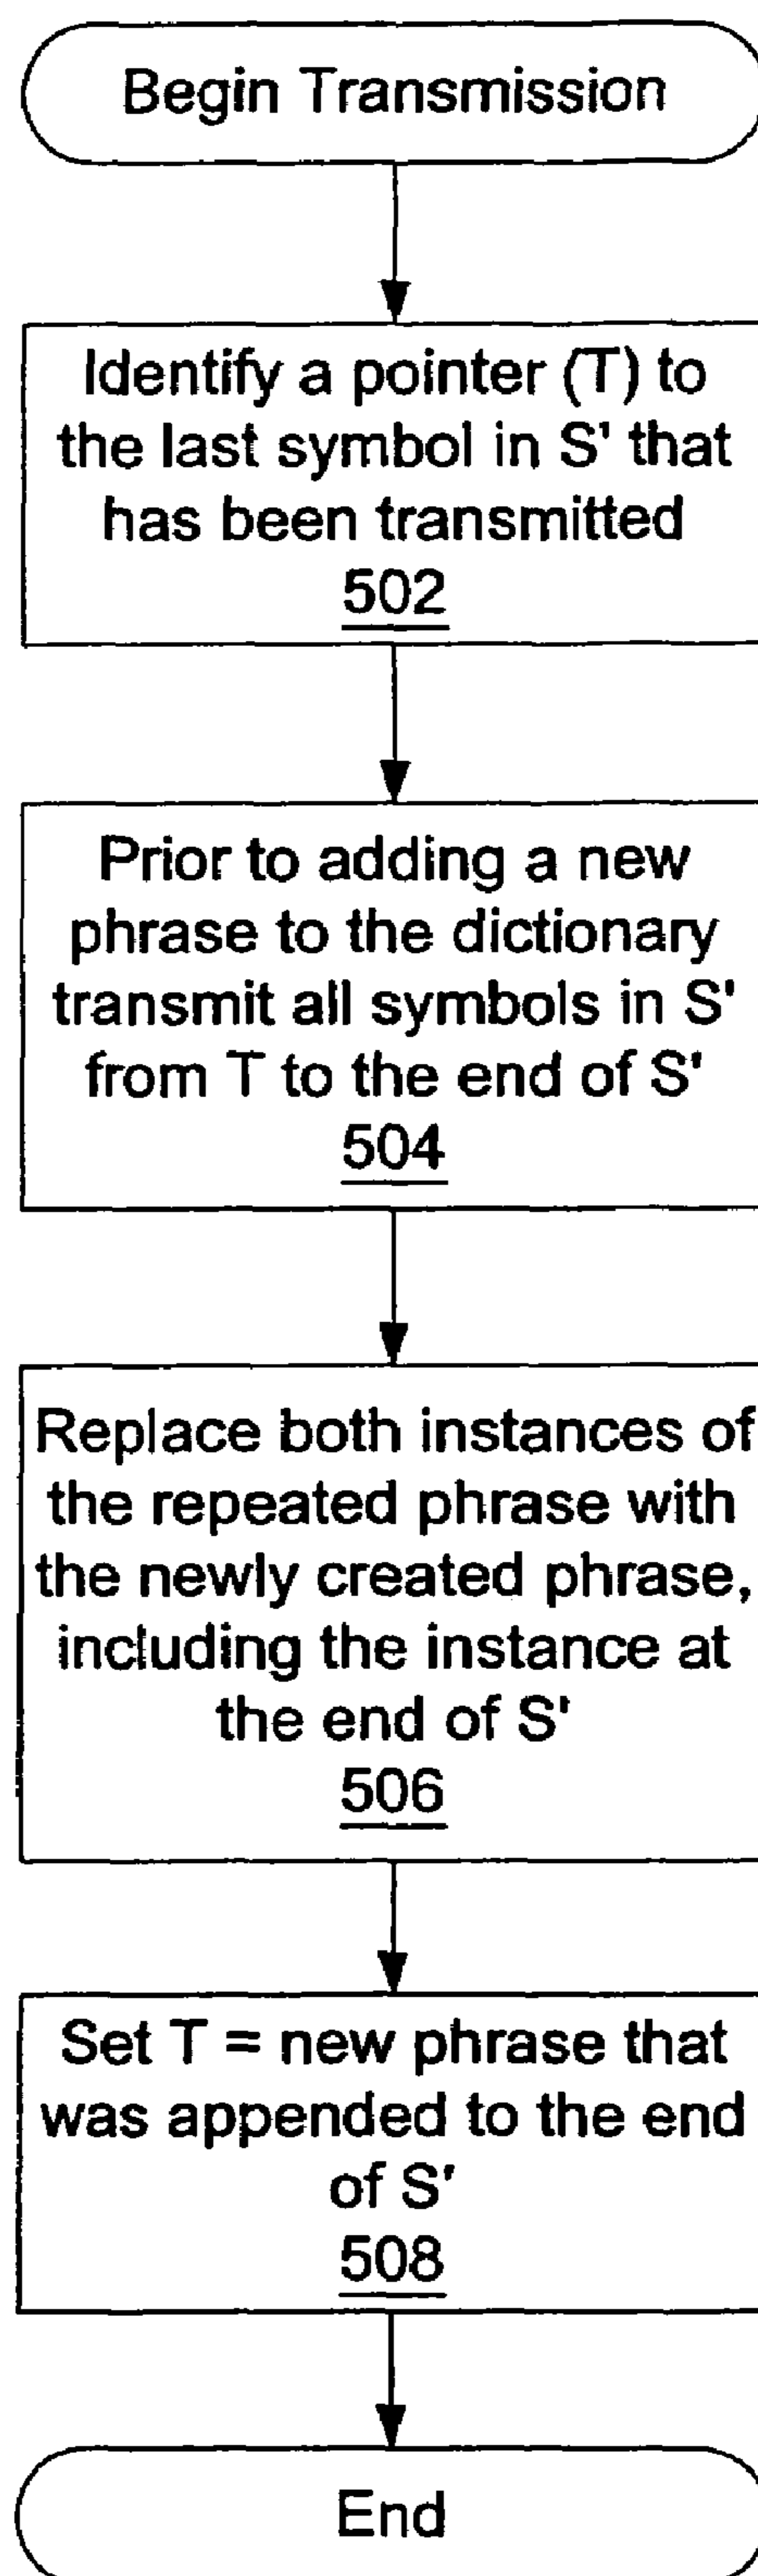 Begin Transmission
Identify a pointer (T) to
the last symbol in S' that
has been transmitted
502
Prior to adding a new
phrase to the dictionary
transmit all symbols in S'
from T to the end of S'
504
Replace both instances of
the repeated phrase with
the newly created phrase,
including the instance at
the end of S'
506
Set T = new phrase that
was appended to the end
of S'
508
End